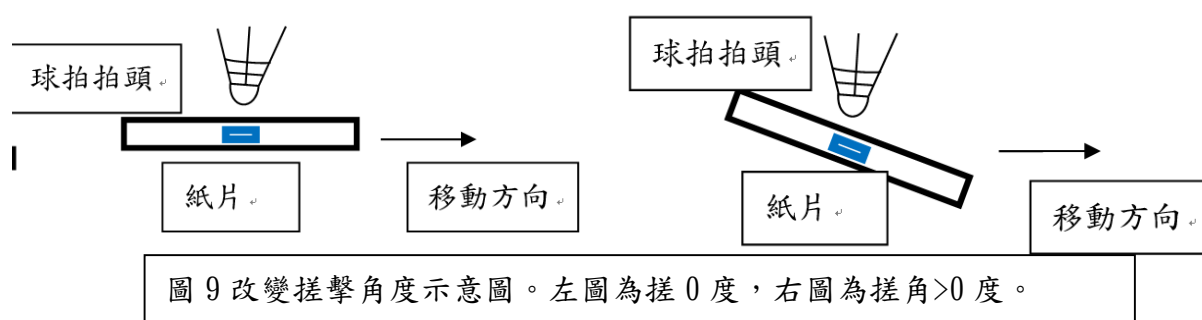 球拍拍頭
紙片
移動方向
球拍拍頭
紙片
移動方向
圖 9 改變搓擊角度示意圖。左圖為搓 0 度，右圖為搓角>0 度。